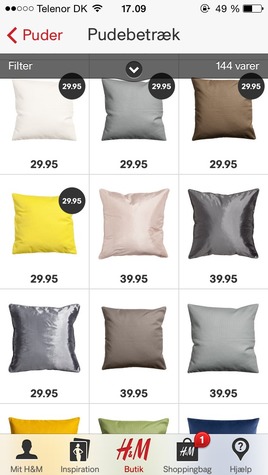 Telenor DK 17.09 49 %
Puder Pudebetræk
Filter 144 varer
29.95 29.95 29.95
29.95 29.95 29.95
29.95
29.95 39.95 39.95
29.95 39.95 39.95
1
Mit H&M Inspiration H&M Butik Shoppingbag Hjælp